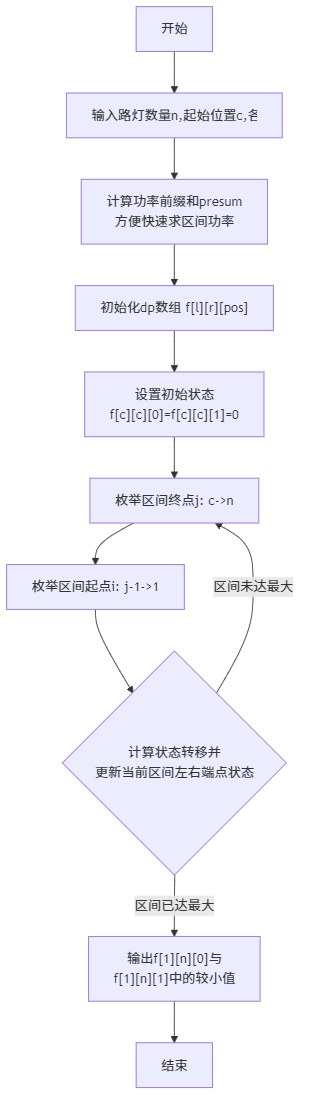 开始
输入路灯数量n,起始位置c,各
计算功率前缀和presum
方便快速求区间功率
初始化dp数组 f[l][r][pos]
设置初始状态
f[c][c][0]=f[c][c][1]=0
枚举区间终点j: c->n
枚举区间起点i: j-1->1
区间未达最大
计算状态转移并
更新当前区间左右端点状态
区间已达最大
输出f[1][n][0]与
f[1][n][1]中的较小值
结束